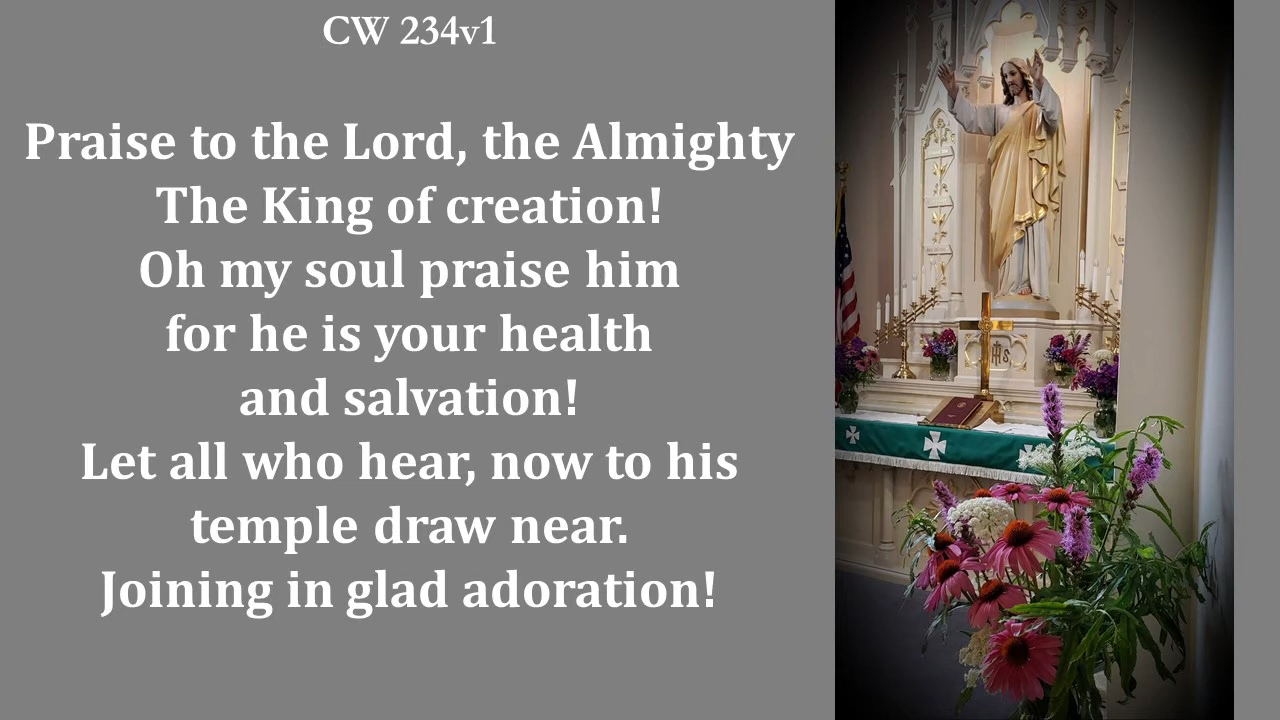 CW 234v1
Praise to the Lord, the Almighty
The King of creation!
Oh my soul praise him
for he is your health
and salvation!
Let all who hear, now to his
temple draw near.
Joining in glad adoration!
IHS